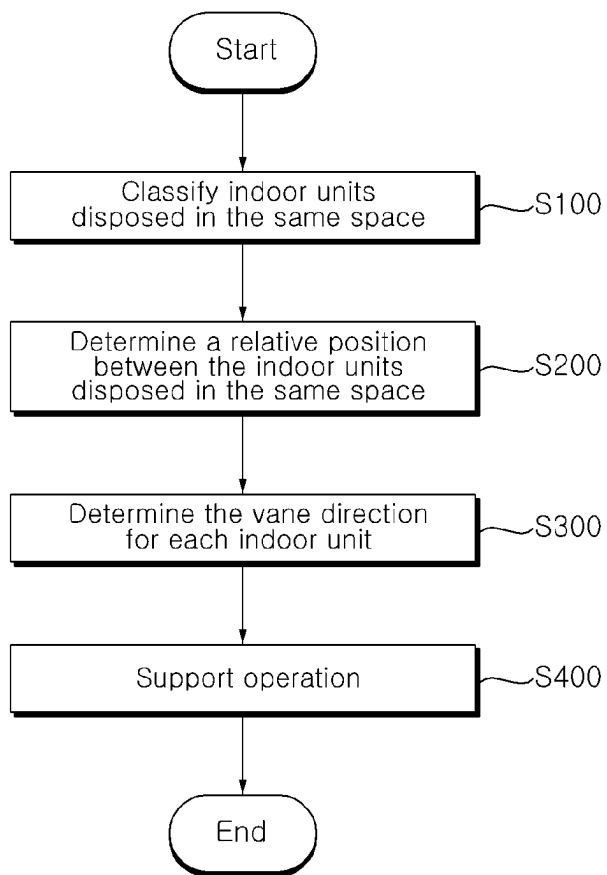 Start
Classify indoor units
disposed in the same space
S100
Determine a relative position
between the indoor units
disposed in the same space
S200
Determine the vane direction
for each indoor unit
S300
Support operation
S400
End